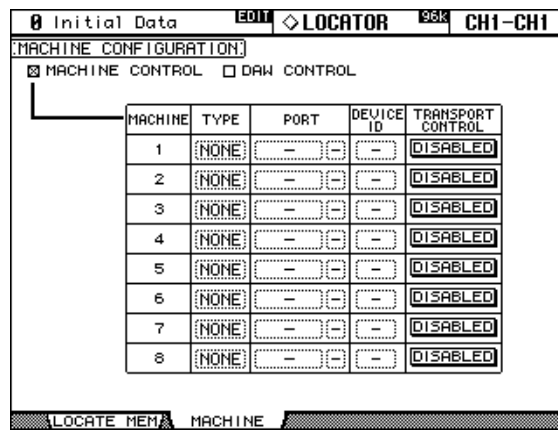 0 Initial Data EDIT ◇LOCATOR 96K CH1-CH1
MACHINE CONFIGURATION
☒ MACHINE CONTROL ☐ DAW CONTROL
MACHINE TYPE PORT DEVICE ID TRANSPORT CONTROL
1 NONE - - - DISABLED
2 NONE - - - DISABLED
3 NONE - - - DISABLED
4 NONE - - - DISABLED
5 NONE - - - DISABLED
6 NONE - - - DISABLED
7 NONE - - - DISABLED
8 NONE - - - DISABLED
LOCATE MEM MACHINE